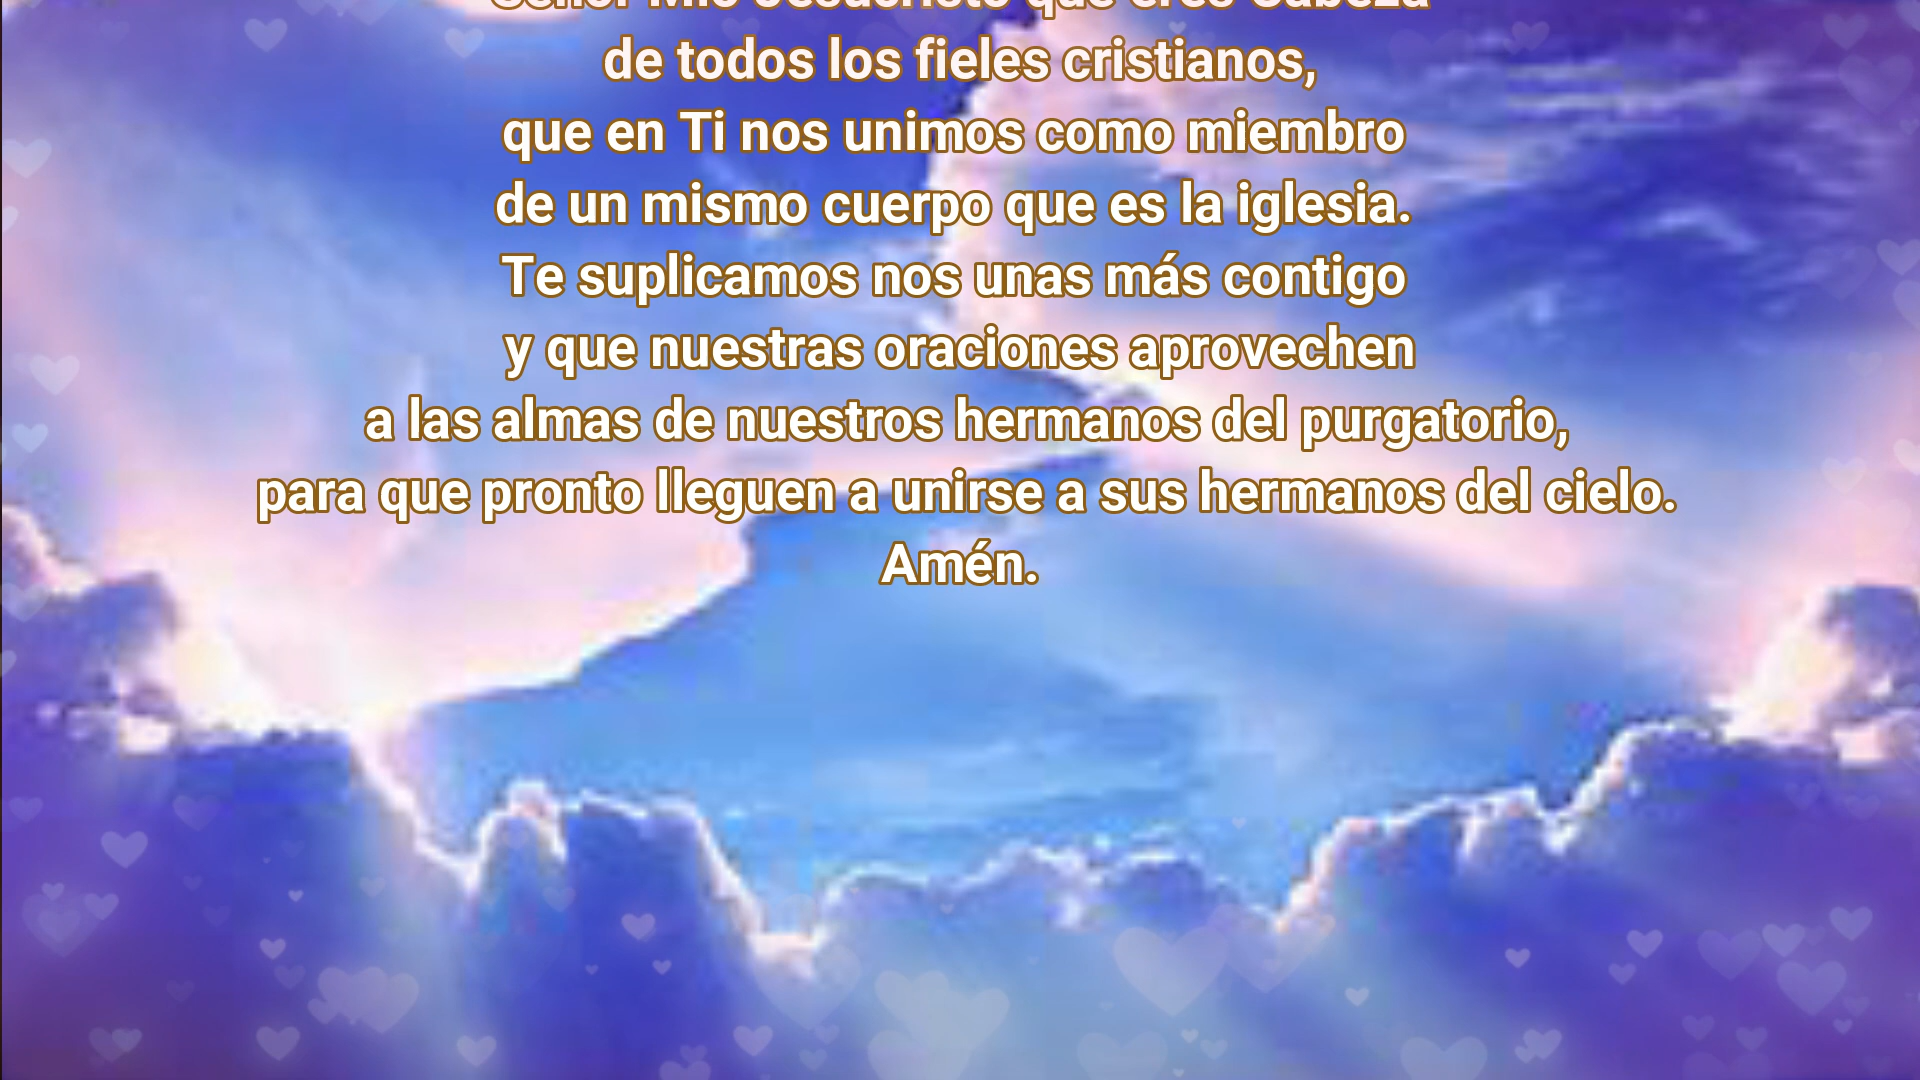 Señor Mío Jesucristo que eres Cabeza
de todos los fieles cristianos,
que en Ti nos unimos como miembro
de un mismo cuerpo que es la iglesia.
Te suplicamos nos unas más contigo
y que nuestras oraciones aprovechen
a las almas de nuestros hermanos del purgatorio,
para que pronto lleguen a unirse a sus hermanos del cielo.
Amén.